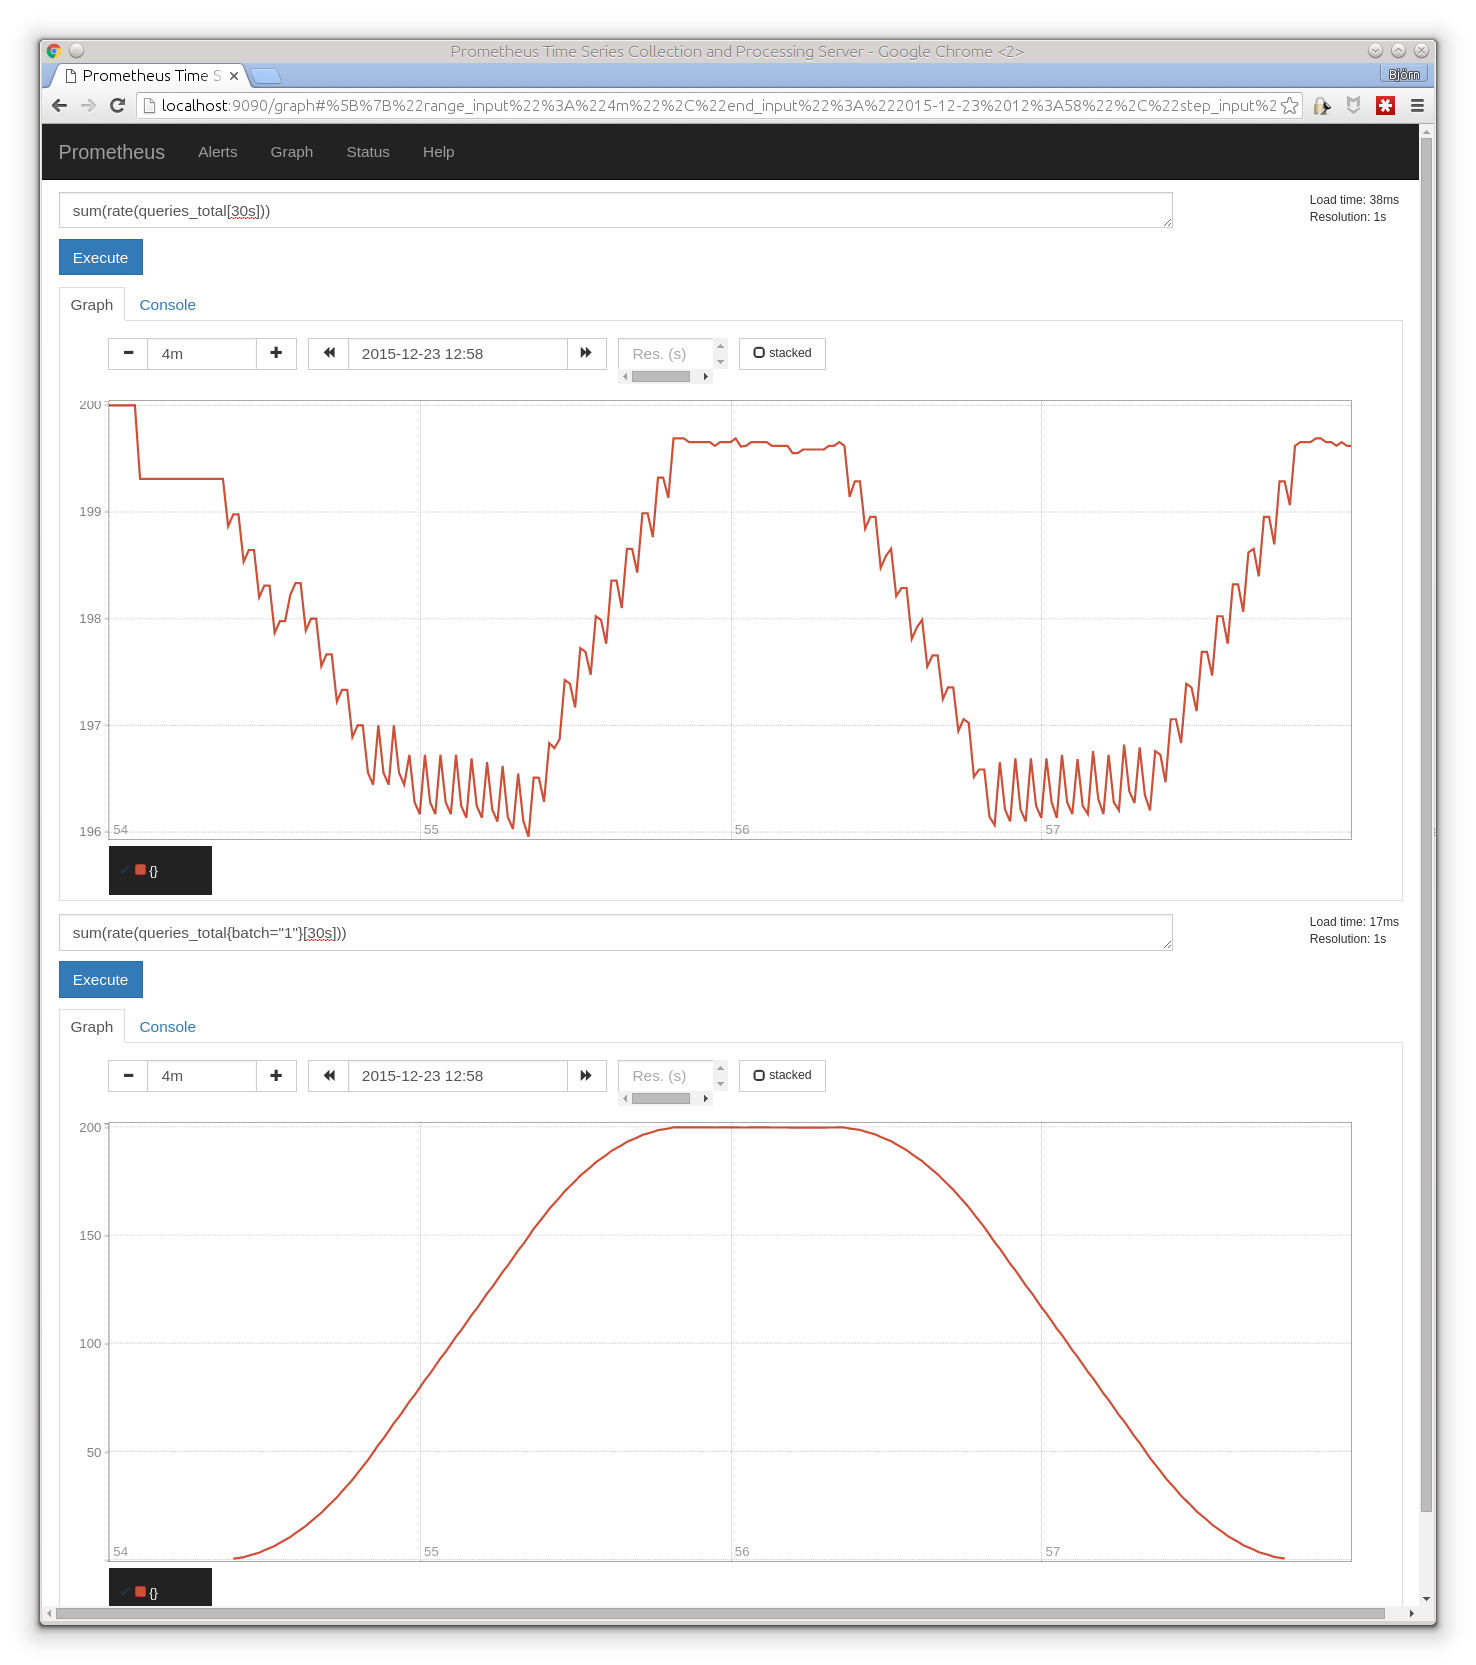 Prometheus Time Series Collection and Processing Server - Google Chrome <2>
Prometheus Time S
Björn
localhost:9090/graph#%5B%7B%22range_input%22%3A%224m%22%2C%22end_input%22%3A%222015-12-23%2012%3A58%22%2C%22step_input%2
Prometheus Alerts Graph Status Help
sum(rate(queries_total[30s]))
Load time: 38ms
Resolution: 1s
Execute
Graph Console
4m 2015-12-23 12:58 Res. (s) stacked
200
199
198
197
196
54 55 56 57
{}
sum(rate(queries_total{batch="1"}[30s]))
Load time: 17ms
Resolution: 1s
Execute
Graph Console
4m 2015-12-23 12:58 Res. (s) stacked
200
150
100
50
54 55 56 57
{}